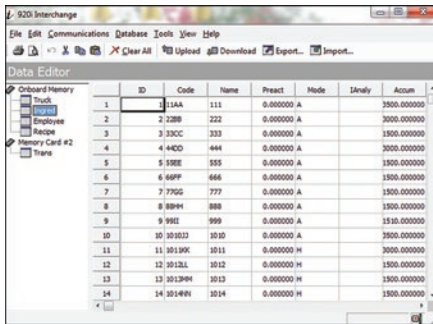 920i Interchange
File Edit Communications Database Tools View Help
Clear All Upload Download Export... Import...
Data Editor
Onboard Memory
Truck
Ingred
Employee
Recipe
Memory Card #2
Trans
ID Code Name Preact Mode IAnaly Accum
1 1 11AA 111 0.000000 A 3500.000000
2 2 22BB 222 0.000000 A 3000.000000
3 3 33CC 333 0.000000 A 1500.000000
4 4 44DD 444 0.000000 A 3000.000000
5 5 55EE 555 0.000000 A 1500.000000
6 6 66FF 666 0.000000 A 1500.000000
7 7 77GG 777 0.000000 A 1500.000000
8 8 88HH 888 0.000000 A 1500.000000
9 9 99II 999 0.000000 A 1510.000000
10 10 1010JJ 1010 0.000000 A 3500.000000
11 11 1011KK 1011 0.000000 H 3000.000000
12 12 1012LL 1012 0.000000 H 1500.000000
13 13 1013MM 1013 0.000000 H 1500.000000
14 14 1014NN 1014 0.000000 H 1500.000000